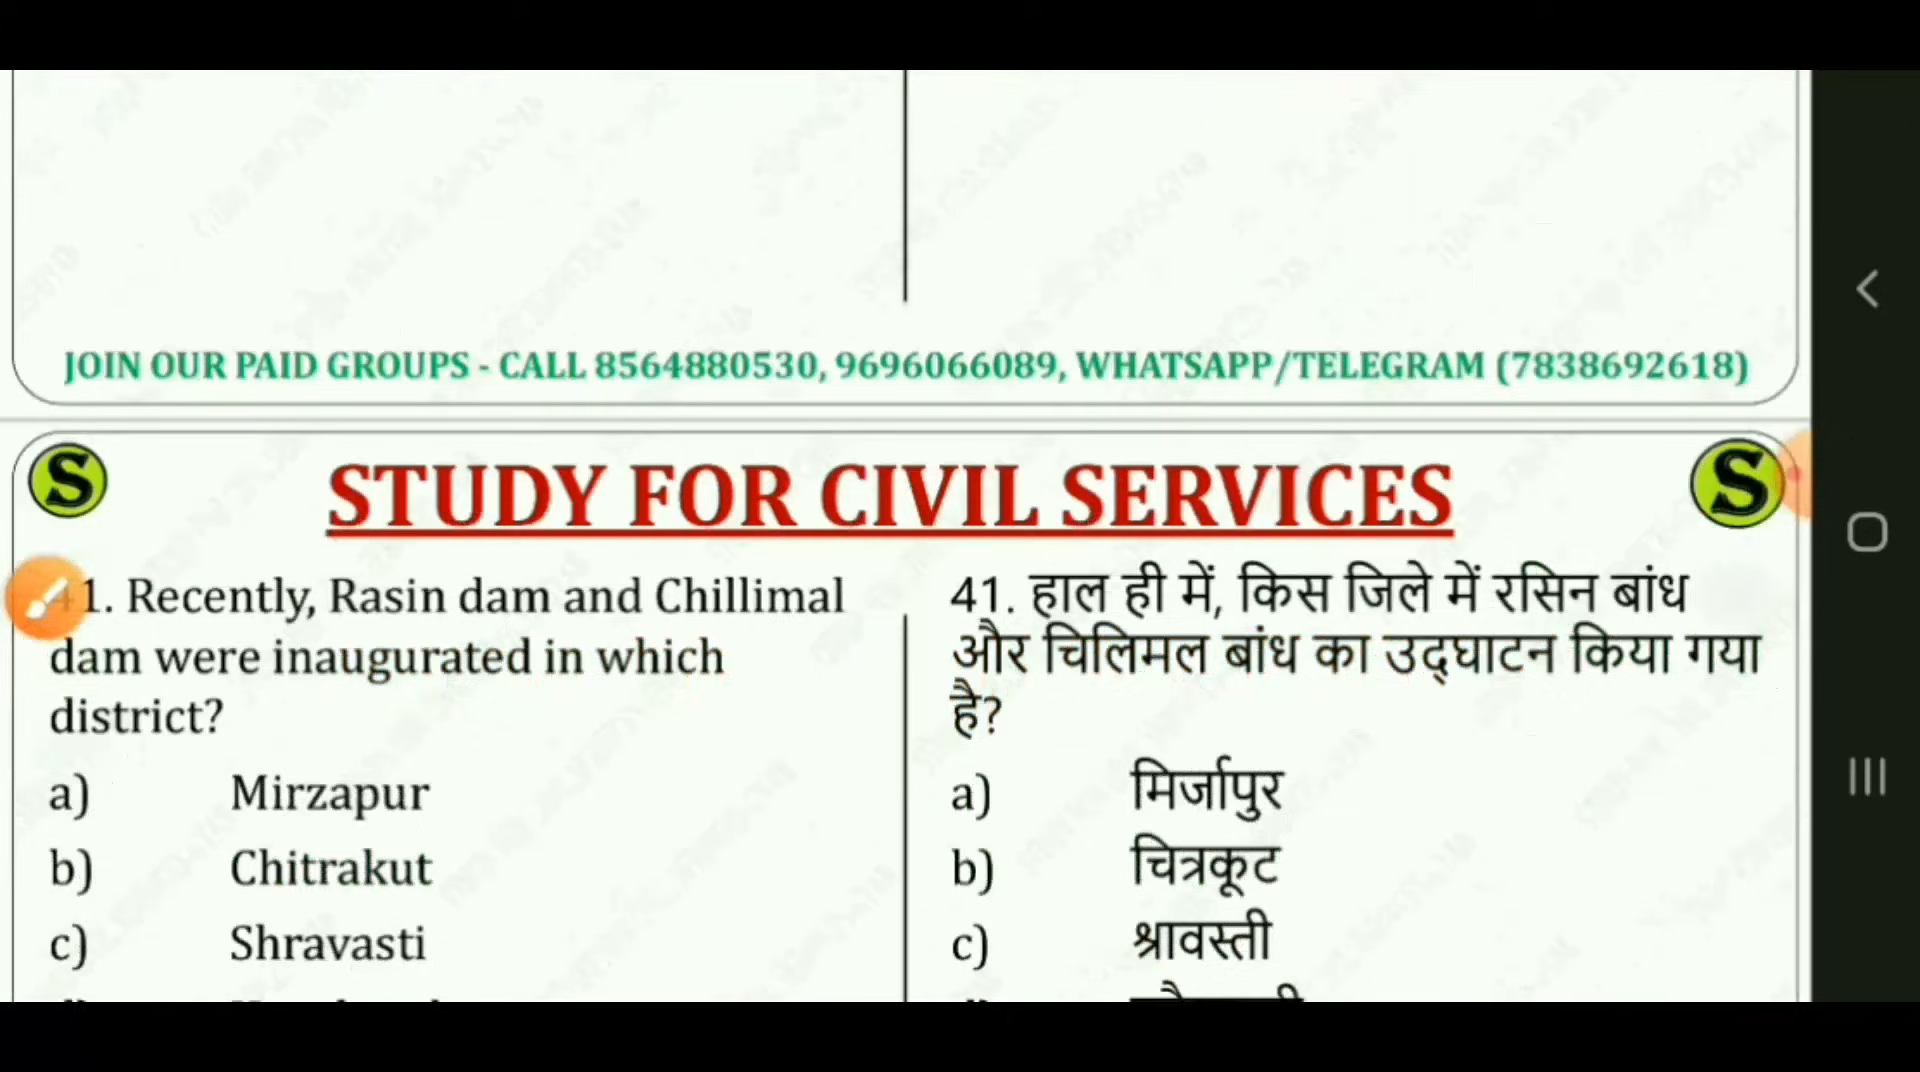 JOIN OUR PAID GROUPS - CALL 8564880530, 9696066089, WHATSAPP/TELEGRAM (7838692618)
S
STUDY FOR CIVIL SERVICES
S
41. Recently, Rasin dam and Chillimal
dam were inaugurated in which
district?
a) Mirzapur
b) Chitrakut
c) Shravasti
41. हाल ही में, किस जिले में रसिन बांध
और चिलिमल बांध का उद्घाटन किया गया
है?
a) मिर्जापुर
b) चित्रकूट
c) श्रावस्ती